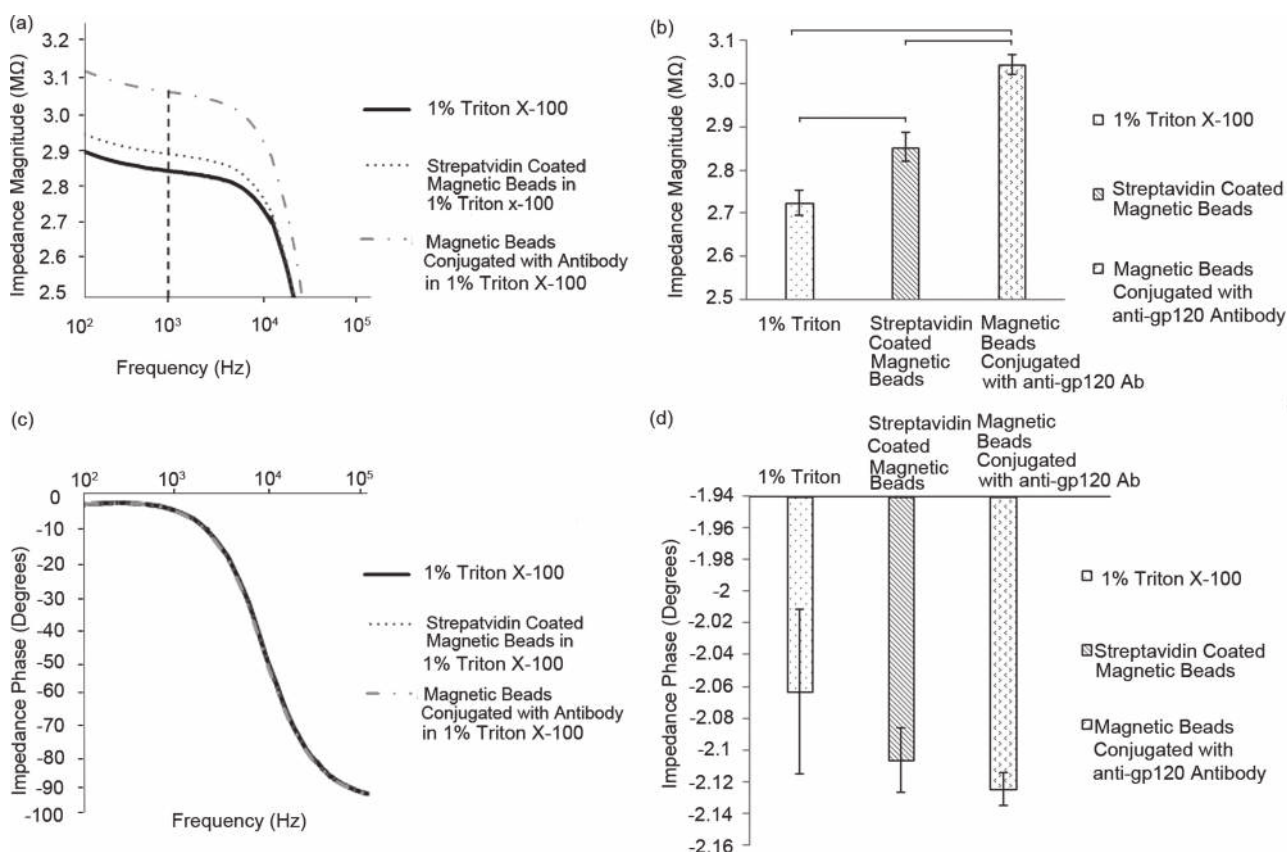 (a)
Impedance Magnitude (MΩ)
3.2
3.1
3.0
2.9
2.8
2.7
2.6
2.5
10²
10³
10⁴
10⁵
Frequency (Hz)
1% Triton X-100
Strepatvidin Coated
Magnetic Beads in
1% Triton x-100
Magnetic Beads
Conjugated with Antibody
in 1% Triton X-100
(b)
Impedance Magnitude (MΩ)
3.1
3.0
2.9
2.8
2.7
2.6
2.5
1% Triton
Streptavidin
Coated
Magnetic
Beads
Magnetic
Beads
Conjugated
with anti-gp120 Ab
1% Triton X-100
Streptavidin Coated
Magnetic Beads
Magnetic Beads
Conjugated with
anti-gp120 Antibody
(c)
10²
10³
10⁴
10⁵
Impedance Phase (Degrees)
0
-10
-20
-30
-40
-50
-60
-70
-80
-90
-100
Frequency (Hz)
1% Triton X-100
Strepatvidin Coated
Magnetic Beads in
1% Triton X-100
Magnetic Beads
Conjugated with Antibody
in 1% Triton X-100
(d)
1% Triton
Streptavidin
Coated
Magnetic
Beads
Magnetic
Beads
Conjugated
with anti-gp120 Ab
Impedance Phase (Degrees)
-1.94
-1.94
-1.96
-2
-2.02
-2.04
-2.06
-2.08
-2.1
-2.12
-2.14
-2.16
1% Triton X-100
Streptavidin Coated
Magnetic Beads
Magnetic Beads
Conjugated with
anti-gp120 Antibody